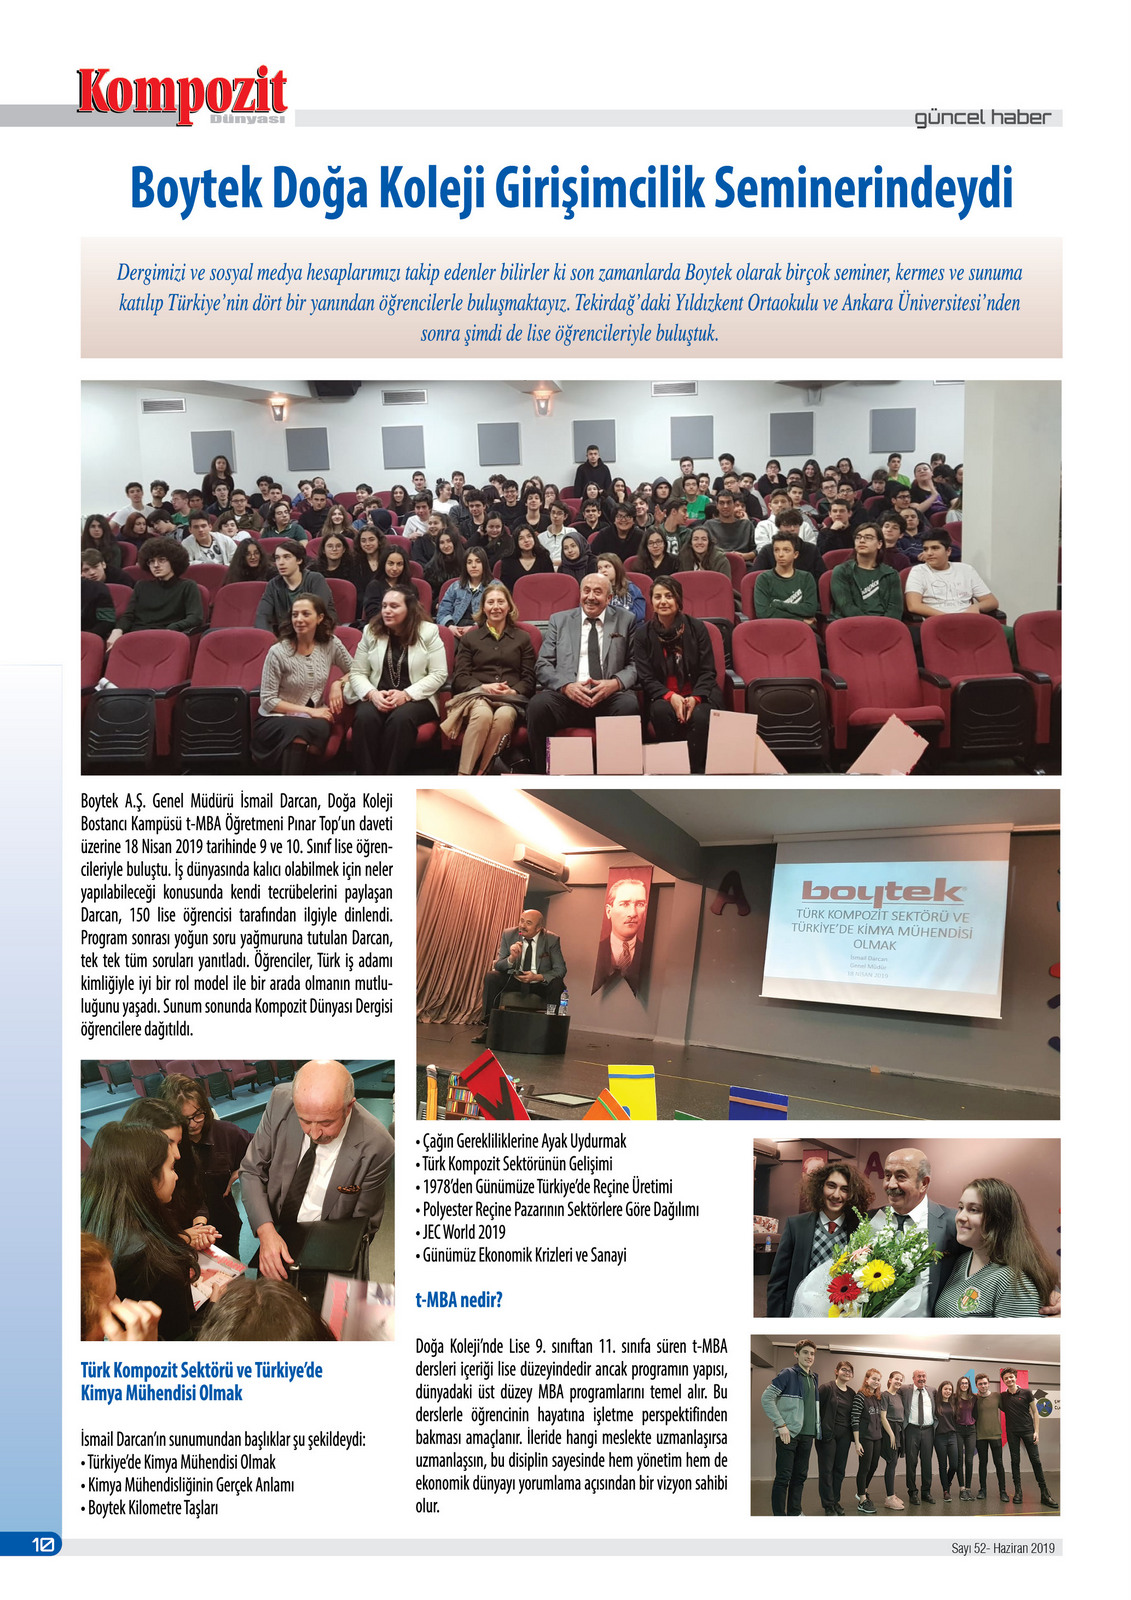 Kompozit
Dünyası
güncel haber
Boytek Doğa Koleji Girişimcilik Seminerindeydi
Dergimizi ve sosyal medya hesaplarımızı takip edenler bilirler ki son zamanlarda Boytek olarak birçok seminer, kermes ve sunuma
katılıp Türkiye'nin dört bir yanından öğrencilerle buluşmaktayız. Tekirdağ'daki Yıldızkent Ortaokulu ve Ankara Üniversitesi'nden
sonra şimdi de lise öğrencileriyle buluştuk.
Boytek A.Ş. Genel Müdürü İsmail Darcan, Doğa Koleji
Bostancı Kampüsü t-MBA Öğretmeni Pınar Top'un daveti
üzerine 18 Nisan 2019 tarihinde 9 ve 10. Sınıf lise öğren-
cileriyle buluştu. İş dünyasında kalıcı olabilmek için neler
yapılabileceği konusunda kendi tecrübelerini paylaşan
Darcan, 150 lise öğrencisi tarafından ilgiyle dinlendi.
Program sonrası yoğun soru yağmuruna tutulan Darcan,
tek tek tüm soruları yanıtladı. Öğrenciler, Türk iş adamı
kimliğiyle iyi bir rol model ile bir arada olmanın mutlu-
luğunu yaşadı. Sunum sonunda Kompozit Dünyası Dergisi
öğrencilere dağıtıldı.
boytek
TÜRK KOMPOZİT SEKTÖRÜ VE
TÜRKİYE'DE KİMYA MÜHENDİSİ
OLMAK
İsmail Darcan
Genel Müdür
18 NİSAN 2019
Türk Kompozit Sektörü ve Türkiye'de
Kimya Mühendisi Olmak
İsmail Darcan'ın sunumundan başlıklar şu şekildeydi:
• Türkiye'de Kimya Mühendisi Olmak
• Kimya Mühendisliğinin Gerçek Anlamı
• Boytek Kilometre Taşları
• Çağın Gerekliliklerine Ayak Uydurmak
• Türk Kompozit Sektörünün Gelişimi
• 1978'den Günümüze Türkiye'de Reçine Üretimi
• Polyester Reçine Pazarının Sektörlere Göre Dağılımı
• JEC World 2019
• Günümüz Ekonomik Krizleri ve Sanayi
t-MBA nedir?
Doğa Koleji'nde Lise 9. sınıftan 11. sınıfa süren t-MBA
dersleri içeriği lise düzeyindedir ancak programın yapısı,
dünyadaki üst düzey MBA programlarını temel alır. Bu
derslerle öğrencinin hayatına işletme perspektifinden
bakması amaçlanır. İleride hangi meslekte uzmanlaşırsa
uzmanlaşsın, bu disiplin sayesinde hem yönetim hem de
ekonomik dünyayı yorumlama açısından bir vizyon sahibi
olur.
10
Sayı 52- Haziran 2019